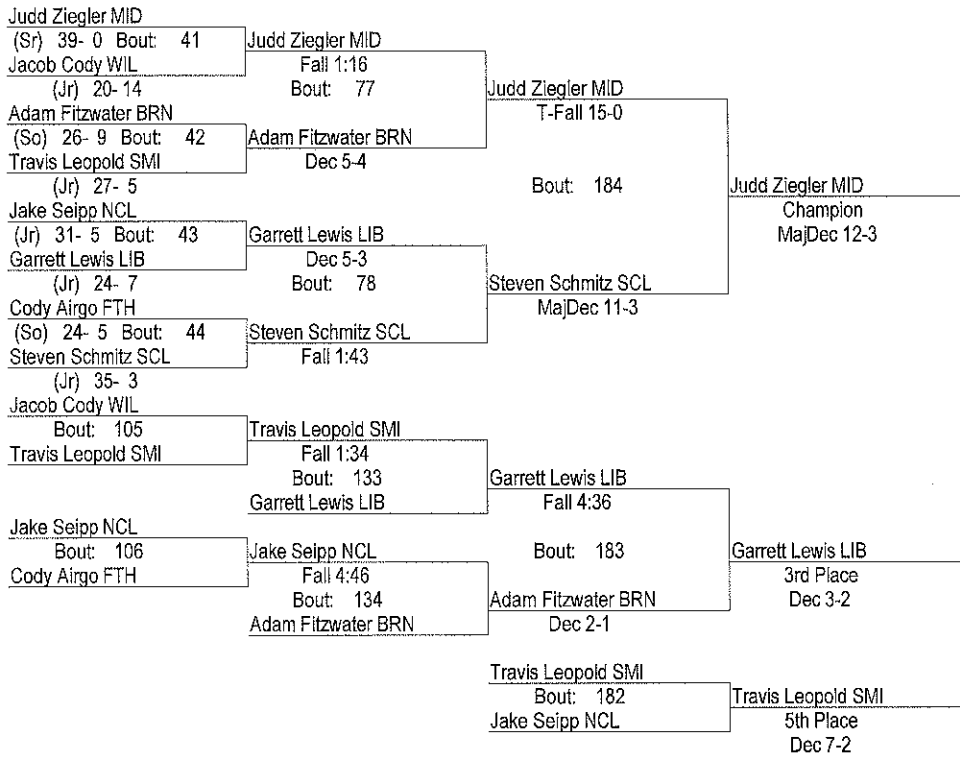 Judd Ziegler MID
(Sr) 39- 0 Bout: 41
Judd Ziegler MID
Jacob Cody WIL
Fall 1:16
(Jr) 20- 14
Bout: 77
Judd Ziegler MID
Adam Fitzwater BRN
T-Fall 15-0
(So) 26- 9 Bout: 42
Adam Fitzwater BRN
Travis Leopold SMI
Dec 5-4
(Jr) 27- 5
Bout: 184
Judd Ziegler MID
Jake Seipp NCL
Champion
(Jr) 31- 5 Bout: 43
Garrett Lewis LIB
MajDec 12-3
Garrett Lewis LIB
Dec 5-3
(Jr) 24- 7
Bout: 78
Steven Schmitz SCL
Cody Airgo FTH
MajDec 11-3
(So) 24- 5 Bout: 44
Steven Schmitz SCL
Steven Schmitz SCL
Fall 1:43
(Jr) 35- 3
Jacob Cody WIL
Bout: 105
Travis Leopold SMI
Travis Leopold SMI
Fall 1:34
Bout: 133
Garrett Lewis LIB
Garrett Lewis LIB
Fall 4:36
Jake Seipp NCL
Bout: 106
Jake Seipp NCL
Bout: 183
Garrett Lewis LIB
Cody Airgo FTH
Fall 4:46
3rd Place
Bout: 134
Adam Fitzwater BRN
Dec 3-2
Adam Fitzwater BRN
Dec 2-1
Travis Leopold SMI
Bout: 182
Travis Leopold SMI
Jake Seipp NCL
5th Place
Dec 7-2